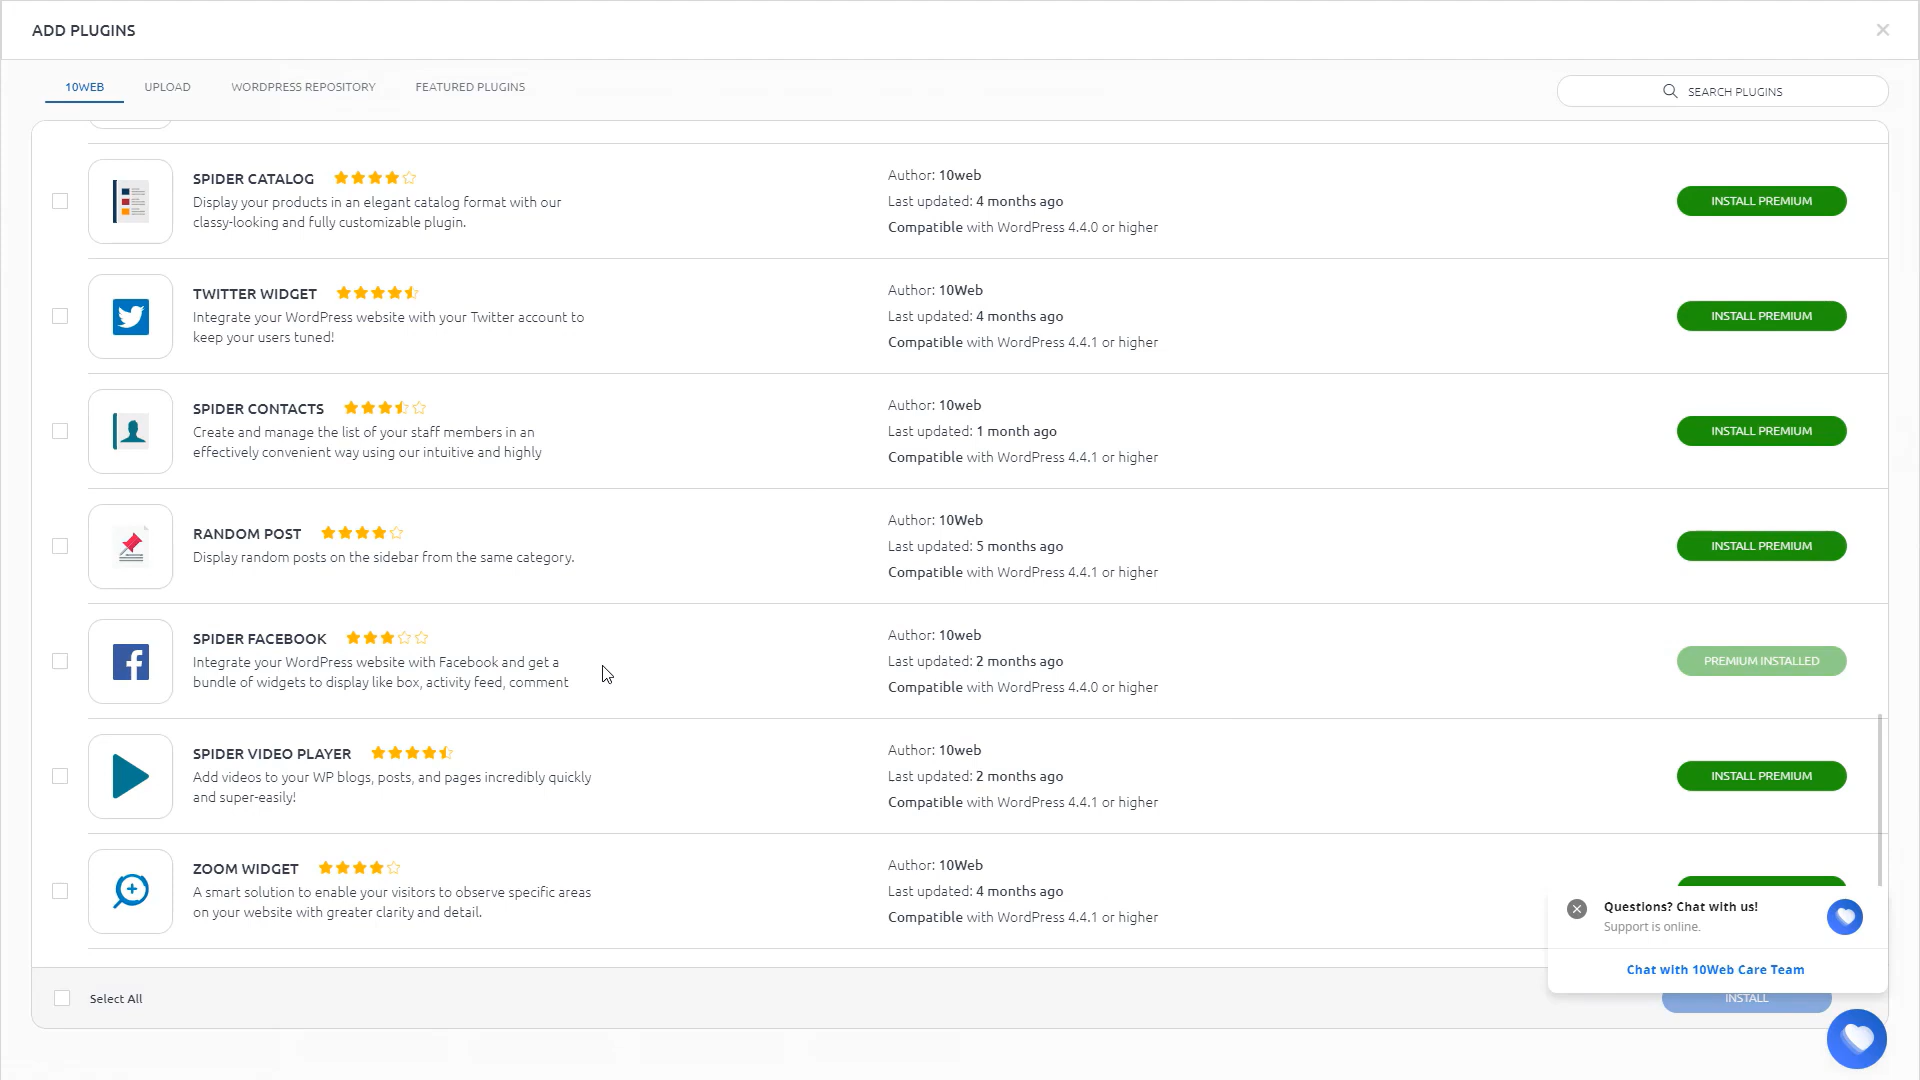 ADD PLUGINS
10WEB
UPLOAD
WORDPRESS REPOSITORY
FEATURED PLUGINS
SEARCH PLUGINS
SPIDER CATALOG
Display your products in an elegant catalog format with our
classy-looking and fully customizable plugin.
Author: 10web
Last updated: 4 months ago
Compatible with WordPress 4.4.0 or higher
INSTALL PREMIUM
TWITTER WIDGET
Integrate your WordPress website with your Twitter account to
keep your users tuned!
Author: 10Web
Last updated: 4 months ago
Compatible with WordPress 4.4.1 or higher
INSTALL PREMIUM
SPIDER CONTACTS
Create and manage the list of your staff members in an
effectively convenient way using our intuitive and highly
Author: 10web
Last updated: 1 month ago
Compatible with WordPress 4.4.1 or higher
INSTALL PREMIUM
RANDOM POST
Display random posts on the sidebar from the same category.
Author: 10Web
Last updated: 5 months ago
Compatible with WordPress 4.4.1 or higher
INSTALL PREMIUM
SPIDER FACEBOOK
Integrate your WordPress website with Facebook and get a
bundle of widgets to display like box, activity feed, comment
Author: 10web
Last updated: 2 months ago
Compatible with WordPress 4.4.0 or higher
PREMIUM INSTALLED
SPIDER VIDEO PLAYER
Add videos to your WP blogs, posts, and pages incredibly quickly
and super-easily!
Author: 10web
Last updated: 2 months ago
Compatible with WordPress 4.4.1 or higher
INSTALL PREMIUM
ZOOM WIDGET
A smart solution to enable your visitors to observe specific areas
on your website with greater clarity and detail.
Author: 10Web
Last updated: 4 months ago
Compatible with WordPress 4.4.1 or higher
Questions? Chat with us!
Support is online.
Chat with 10Web Care Team
Select All
INSTALL